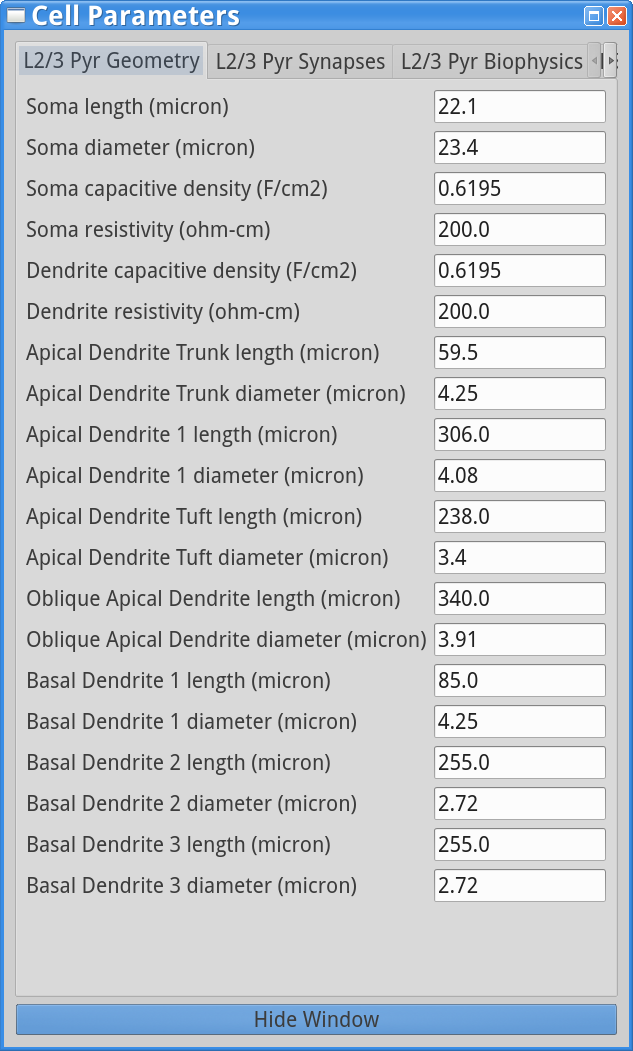 Cell Parameters
L2/3 Pyr Geometry L2/3 Pyr Synapses L2/3 Pyr Biophysics
Soma length (micron) 22.1
Soma diameter (micron) 23.4
Soma capacitive density (F/cm2) 0.6195
Soma resistivity (ohm-cm) 200.0
Dendrite capacitive density (F/cm2) 0.6195
Dendrite resistivity (ohm-cm) 200.0
Apical Dendrite Trunk length (micron) 59.5
Apical Dendrite Trunk diameter (micron) 4.25
Apical Dendrite 1 length (micron) 306.0
Apical Dendrite 1 diameter (micron) 4.08
Apical Dendrite Tuft length (micron) 238.0
Apical Dendrite Tuft diameter (micron) 3.4
Oblique Apical Dendrite length (micron) 340.0
Oblique Apical Dendrite diameter (micron) 3.91
Basal Dendrite 1 length (micron) 85.0
Basal Dendrite 1 diameter (micron) 4.25
Basal Dendrite 2 length (micron) 255.0
Basal Dendrite 2 diameter (micron) 2.72
Basal Dendrite 3 length (micron) 255.0
Basal Dendrite 3 diameter (micron) 2.72
Hide Window